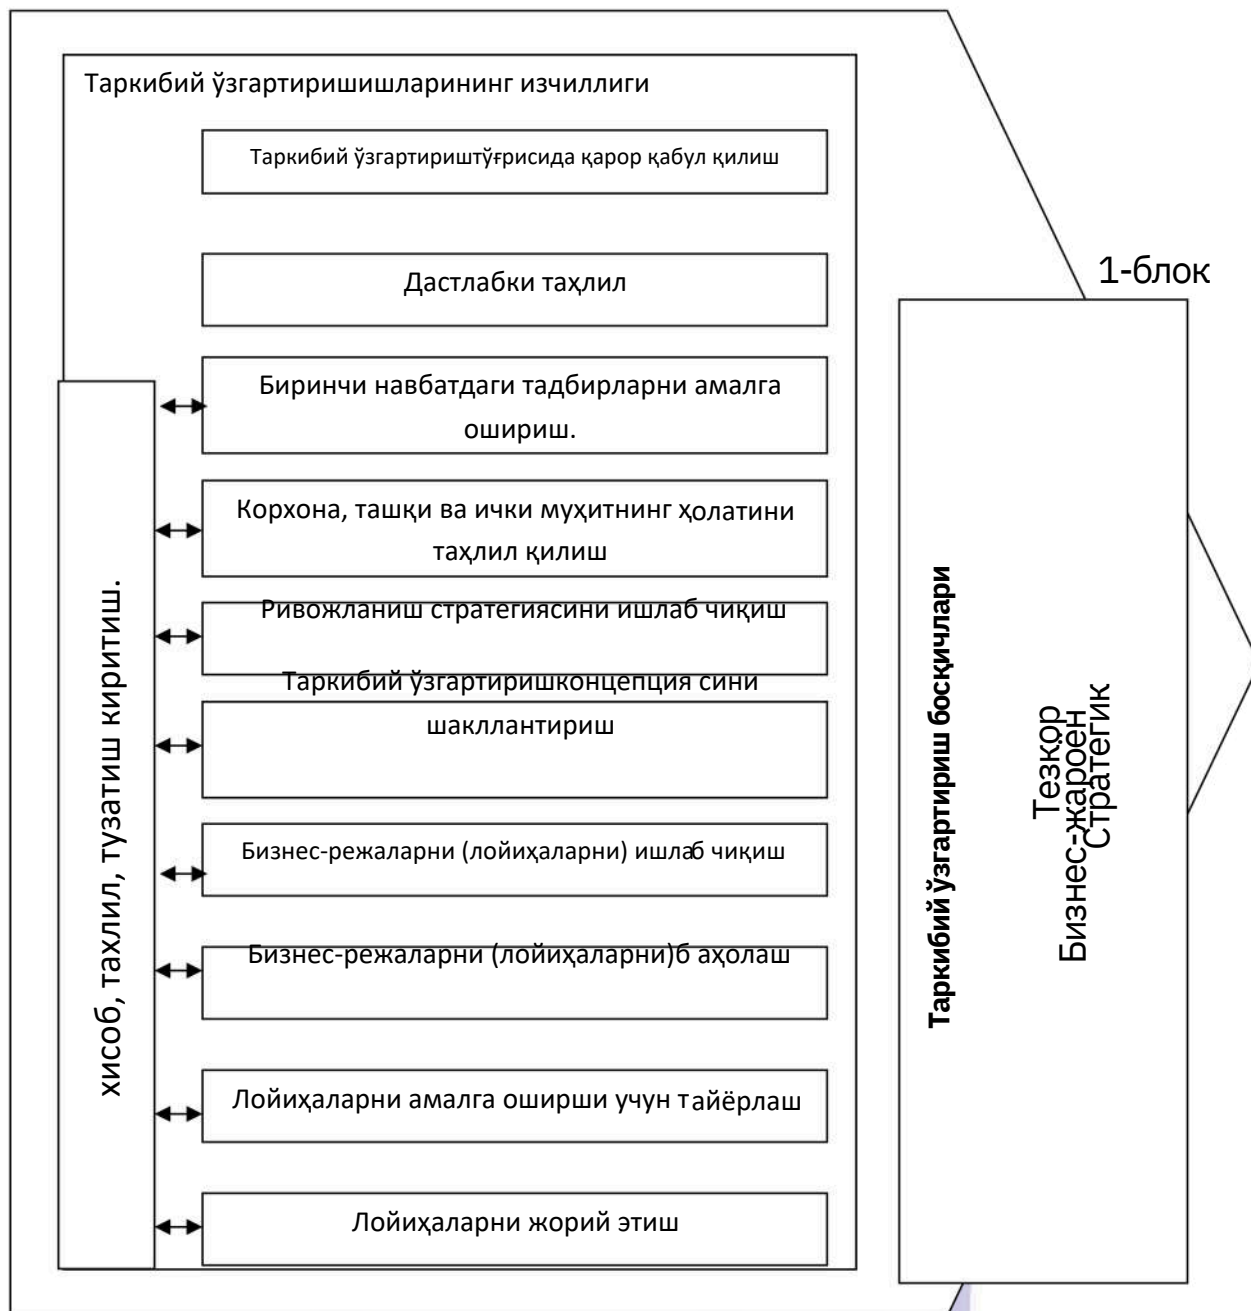 Таркибий ўзгартиришишларининг изчиллиги
Таркибий ўзгартириштўғрисида қарор қабул қилиш
Дастлабки таҳлил
Биринчи навбатдаги тадбирларни амалга
ошириш.
Корхона, ташқи ва ички муҳитнинг ҳолатини
таҳлил қилиш
Ривожланиш стратегиясини ишлаб чиқиш
Таркибий ўзгартиришконцепция сини
шакллантириш
Бизнес-режаларни (лойиҳаларни) ишлаб чиқиш
Бизнес-режаларни (лойиҳаларни)б аҳолаш
Лойиҳаларни амалга оширши учун тайёрлаш
Лойиҳаларни жорий этиш
хисоб, тахлил, тузатиш киритиш.
1-блок
Таркибий ўзгартириш босқичлари
Тезкор
Бизнес-жароен
Стратегик